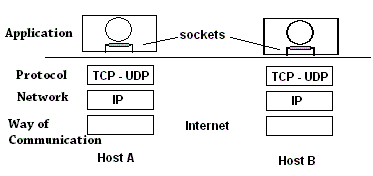 Application
sockets
Protocol TCP - UDP TCP - UDP
Network IP IP
Way of
Communication
Internet
Host A Host B